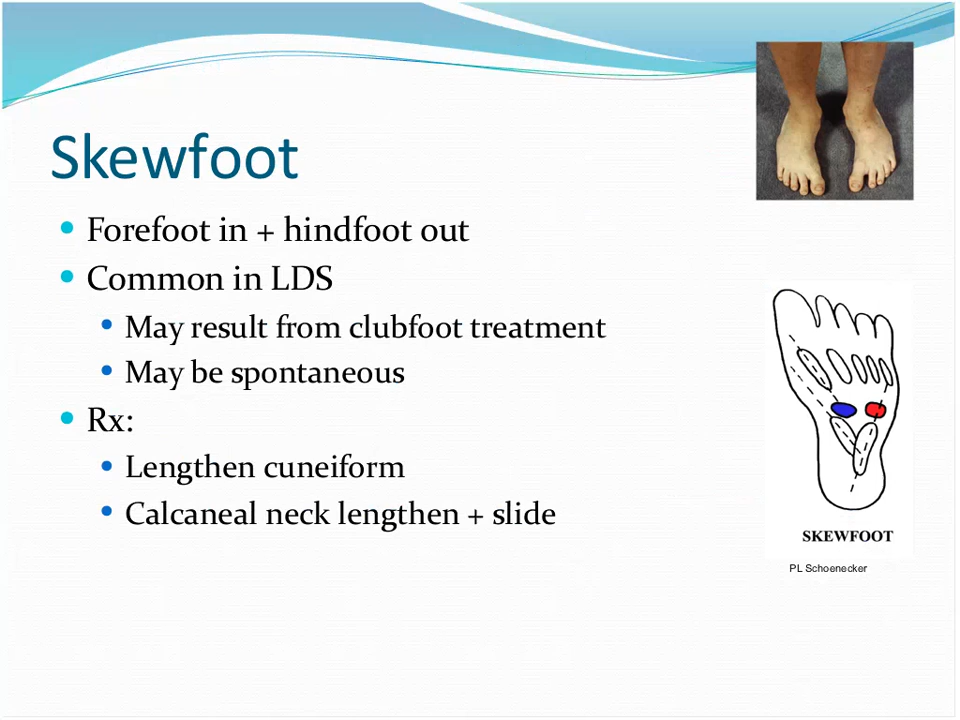 Skewfoot
Forefoot in + hindfoot out
Common in LDS
May result from clubfoot treatment
May be spontaneous
Rx:
Lengthen cuneiform
Calcaneal neck lengthen + slide
SKEWFOOT
PL Schoenecker